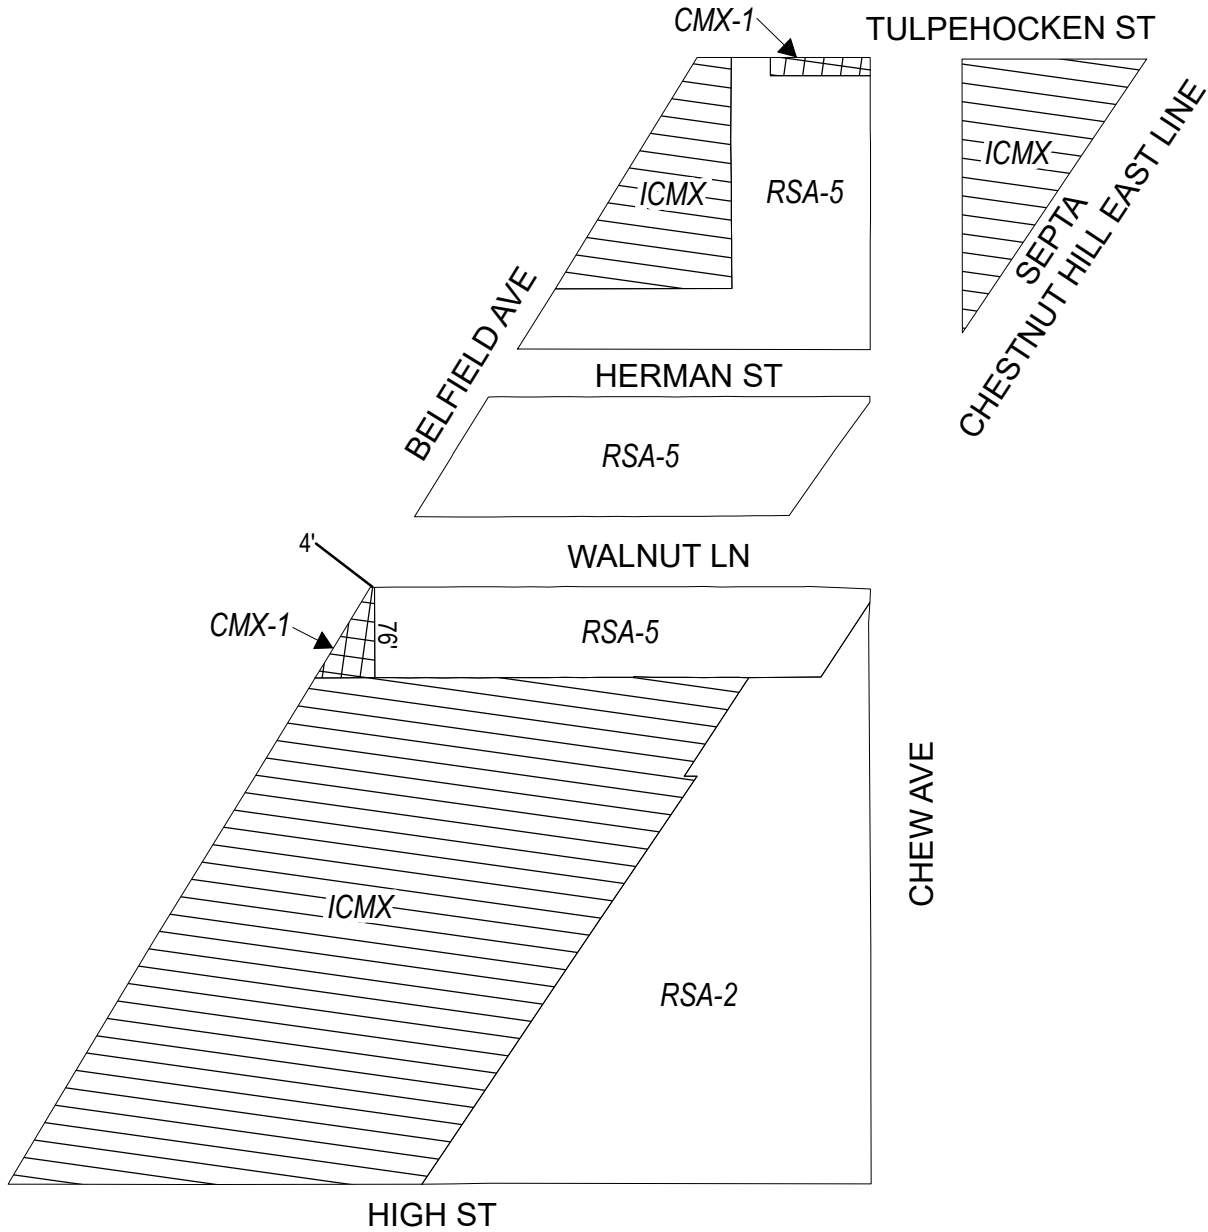 CMX-1
TULPEHOCKEN ST
ICMX
RSA-5
ICMX
SEPTA
CHESTNUT HILL EAST LINE
BELFIELD AVE
HERMAN ST
RSA-5
4'
WALNUT LN
CMX-1
76'
RSA-5
CHEW AVE
ICMX
RSA-2
HIGH ST